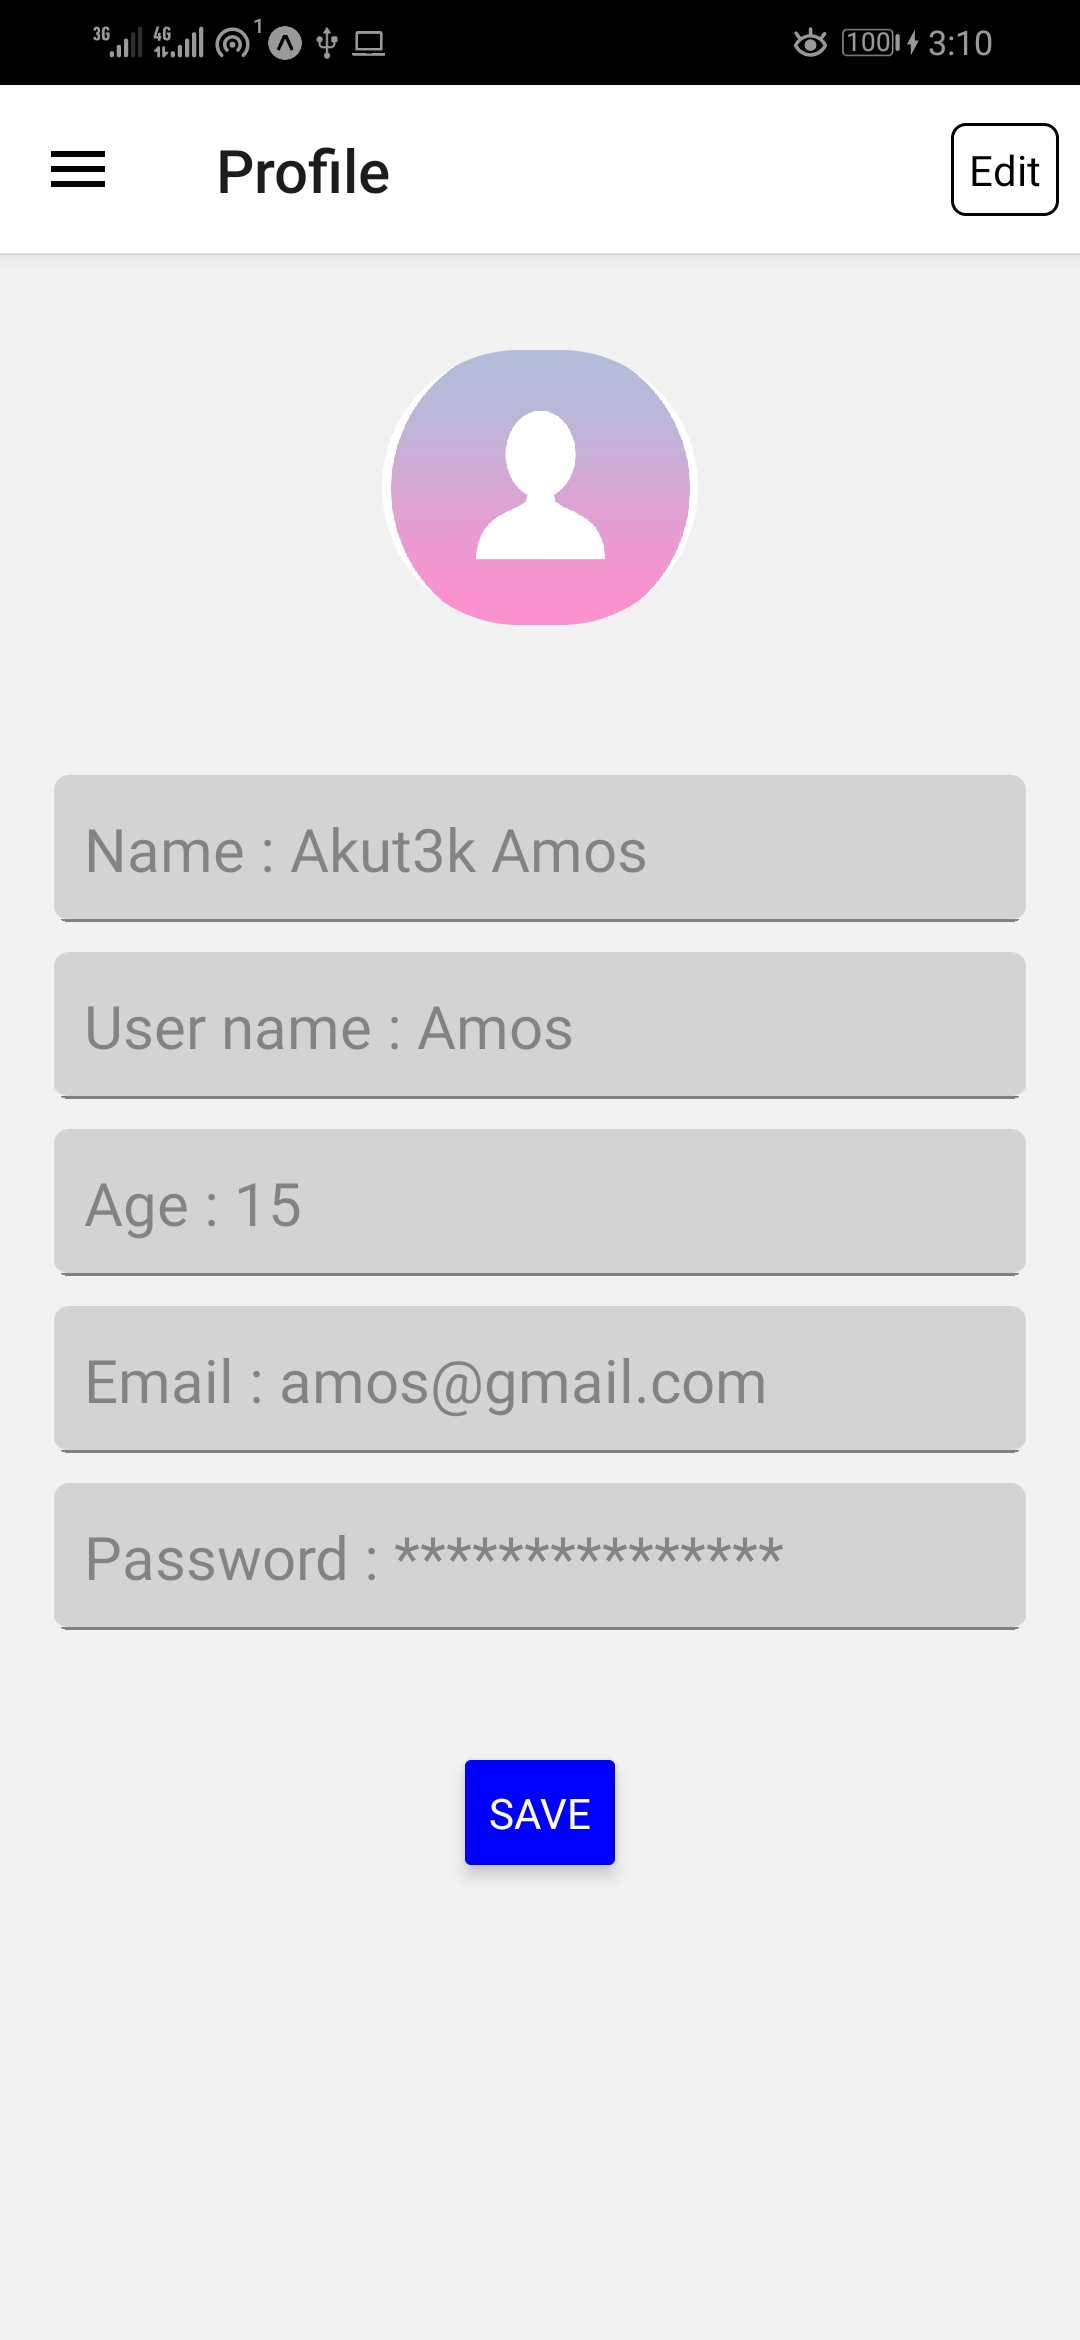 3G 4G 1 100 3:10
Profile Edit
Name : Akut3k Amos
User name : Amos
Age : 15
Email : amos@gmail.com
Password : ***************
SAVE